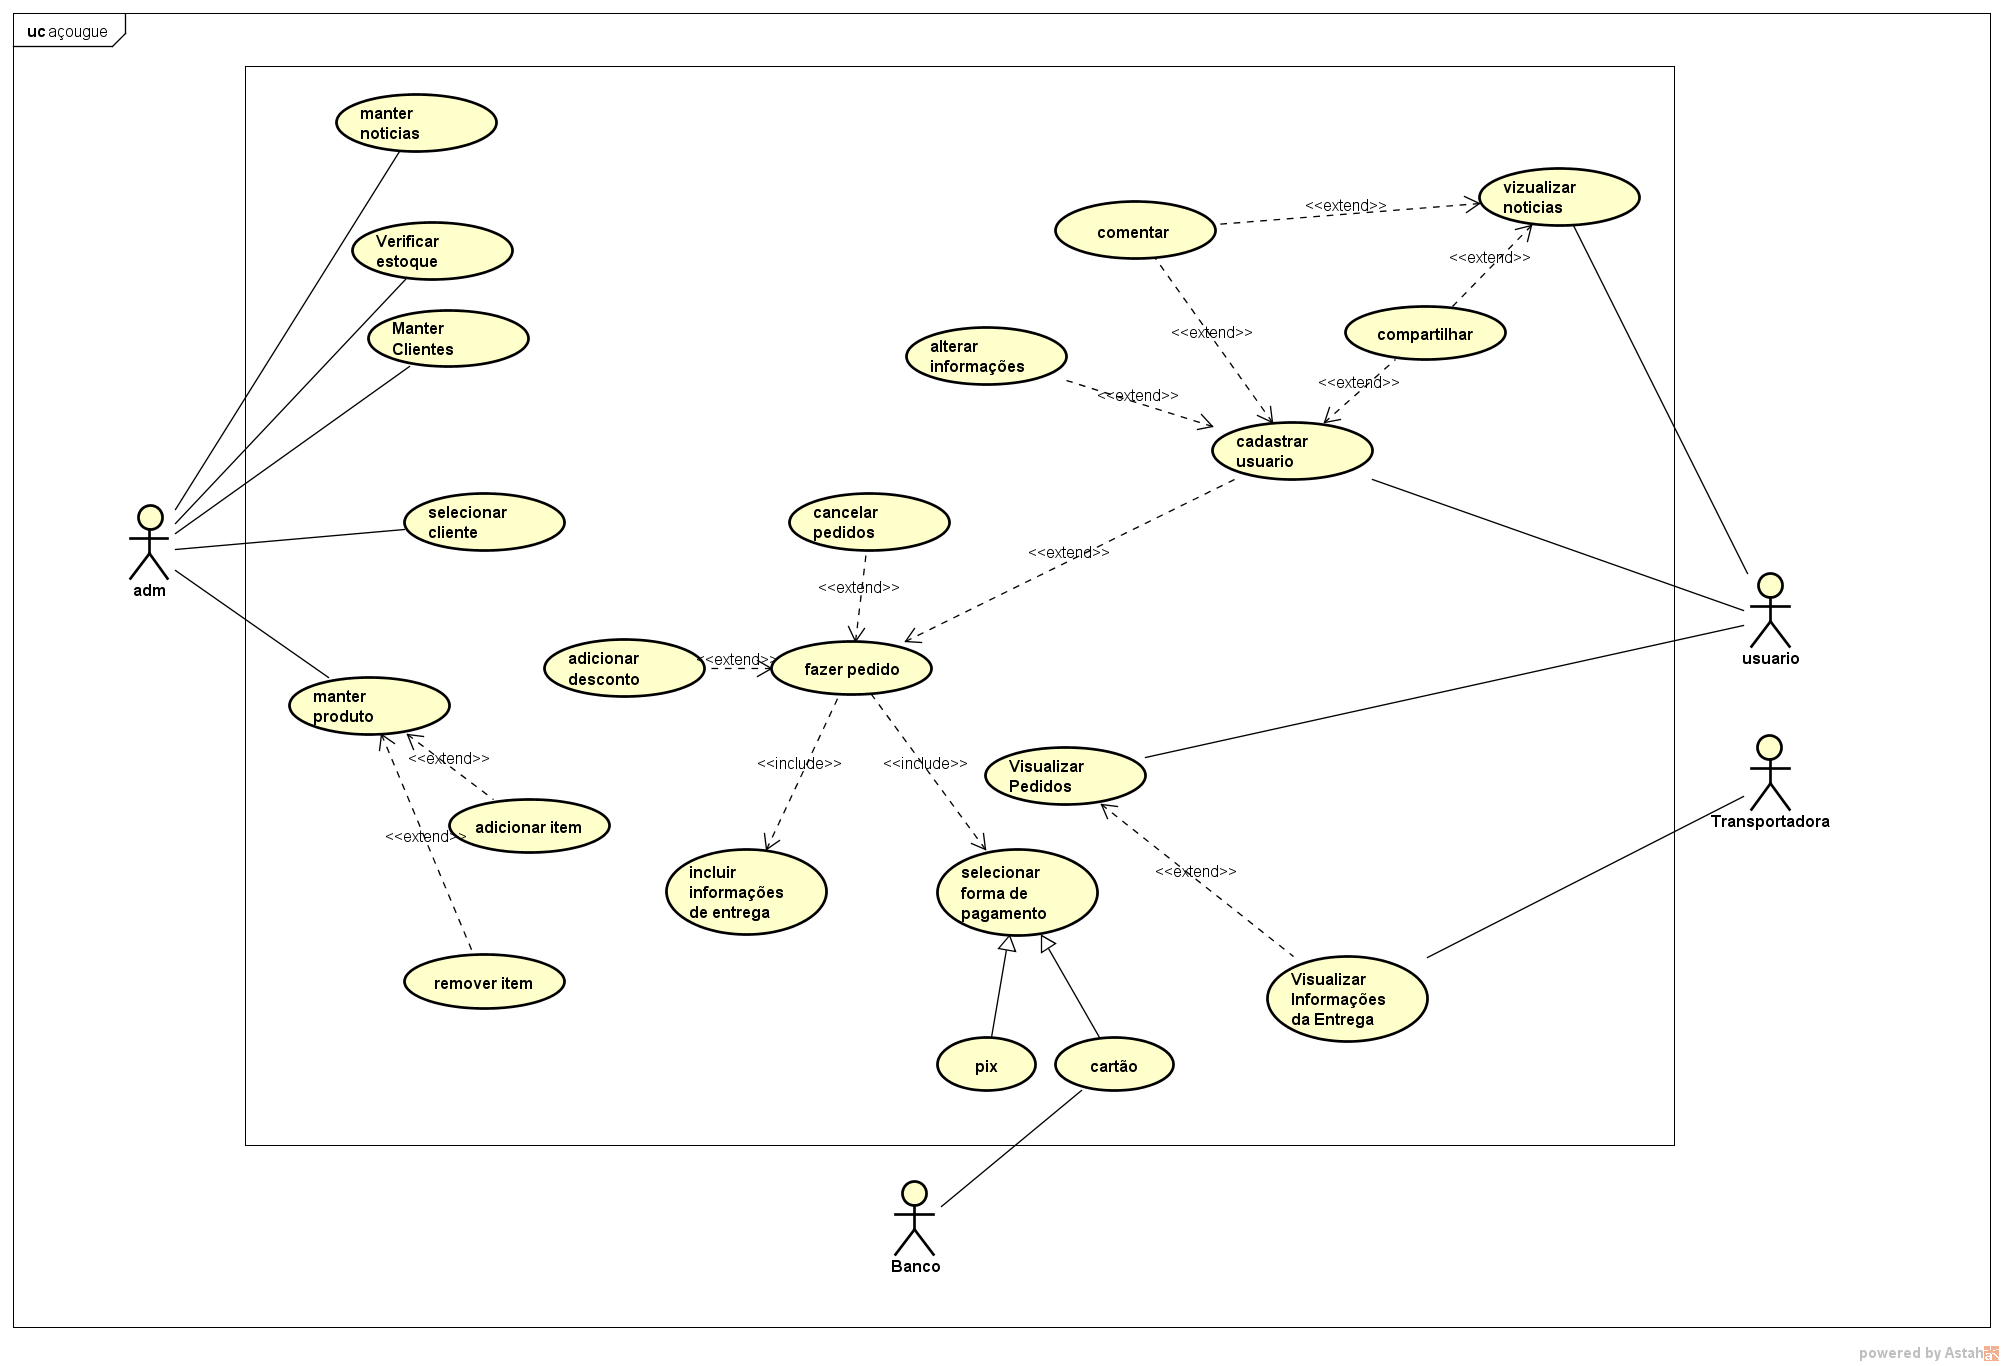 uc açougue
manter
noticias
vizualizar
noticias
<<extend>>
comentar
Verificar
estoque
<<extend>>
Manter
Clientes
<<extend>>
compartilhar
alterar
informações
<<extend>>
<<extend>>
cadastrar
usuario
selecionar
cliente
cancelar
pedidos
<<extend>>
adm
<<extend>>
adicionar
desconto
<<extend>>
fazer pedido
usuario
manter
produto
<<extend>>
<<include>>
<<include>>
Visualizar
Pedidos
Transportadora
adicionar item
<<extend>>
incluir
informações
de entrega
selecionar
forma de
pagamento
<<extend>>
remover item
Visualizar
Informações
da Entrega
pix
cartão
Banco
powered by Astah